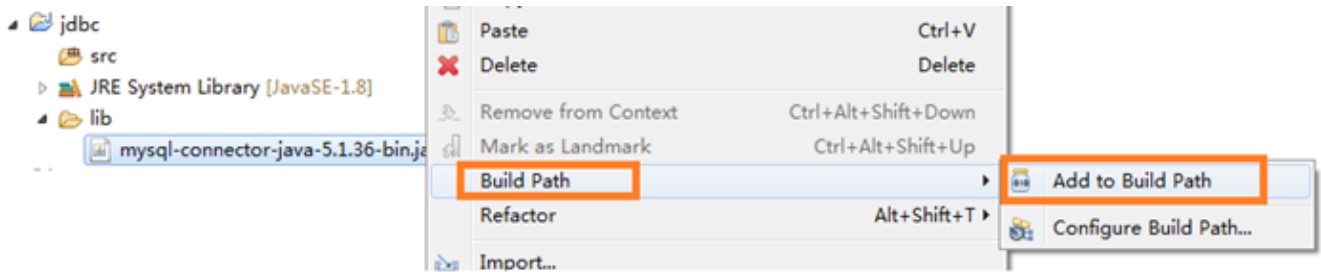 jdbc
src
JRE System Library [JavaSE-1.8]
lib
mysql-connector-java-5.1.36-bin.ja
Paste Ctrl+V
Delete Delete
Remove from Context Ctrl+Alt+Shift+Down
Mark as Landmark Ctrl+Alt+Shift+Up
Build Path
Refactor Alt+Shift+T
Import...
Add to Build Path
Configure Build Path...